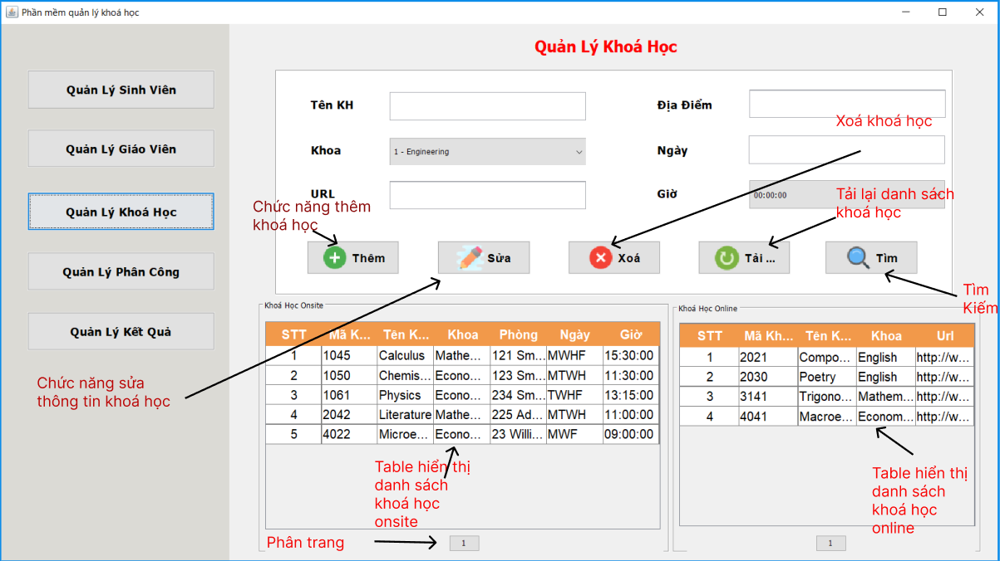 Phần mềm quản lý khoá học
Quản Lý Sinh Viên
Quản Lý Giáo Viên
Quản Lý Khoá Học
Quản Lý Phân Công
Quản Lý Kết Quả
Quản Lý Khoá Học
Tên KH
Địa Điểm
Xoá khoá học
Khoa
1 - Engineering
Ngày
URL
Giờ
00:00:00
Chức năng thêm
khoá học
Tải lại danh sách
khoá học
Thêm
Sửa
Xoá
Tải ...
Tìm
Tìm
Kiếm
Chức năng sửa
thông tin khoá học
Khoá Học Onsite
STT Mã K... Tên K... Khoa Phòng Ngày Giờ
1 1045 Calculus Mathe... 121 Sm... MWHF 15:30:00
2 1050 Chemis... Econo... 123 Sm... MTWH 11:30:00
3 1061 Physics Econo... 234 Sm... TWHF 13:15:00
4 2042 Literature Mathe... 225 Ad... MTWH 11:00:00
5 4022 Microe... Econo... 23 Willi... MWF 09:00:00
Table hiển thị
danh sách
khoá học
onsite
Phân trang
1
Khoá Học Online
STT Mã Kh... Tên K... Khoa Url
1 2021 Compo... English http://w...
2 2030 Poetry English http://w...
3 3141 Trigono... Mathem... http://w...
4 4041 Macroe... Econom... http://w...
Table hiển thị
danh sách
khoá học
online
1